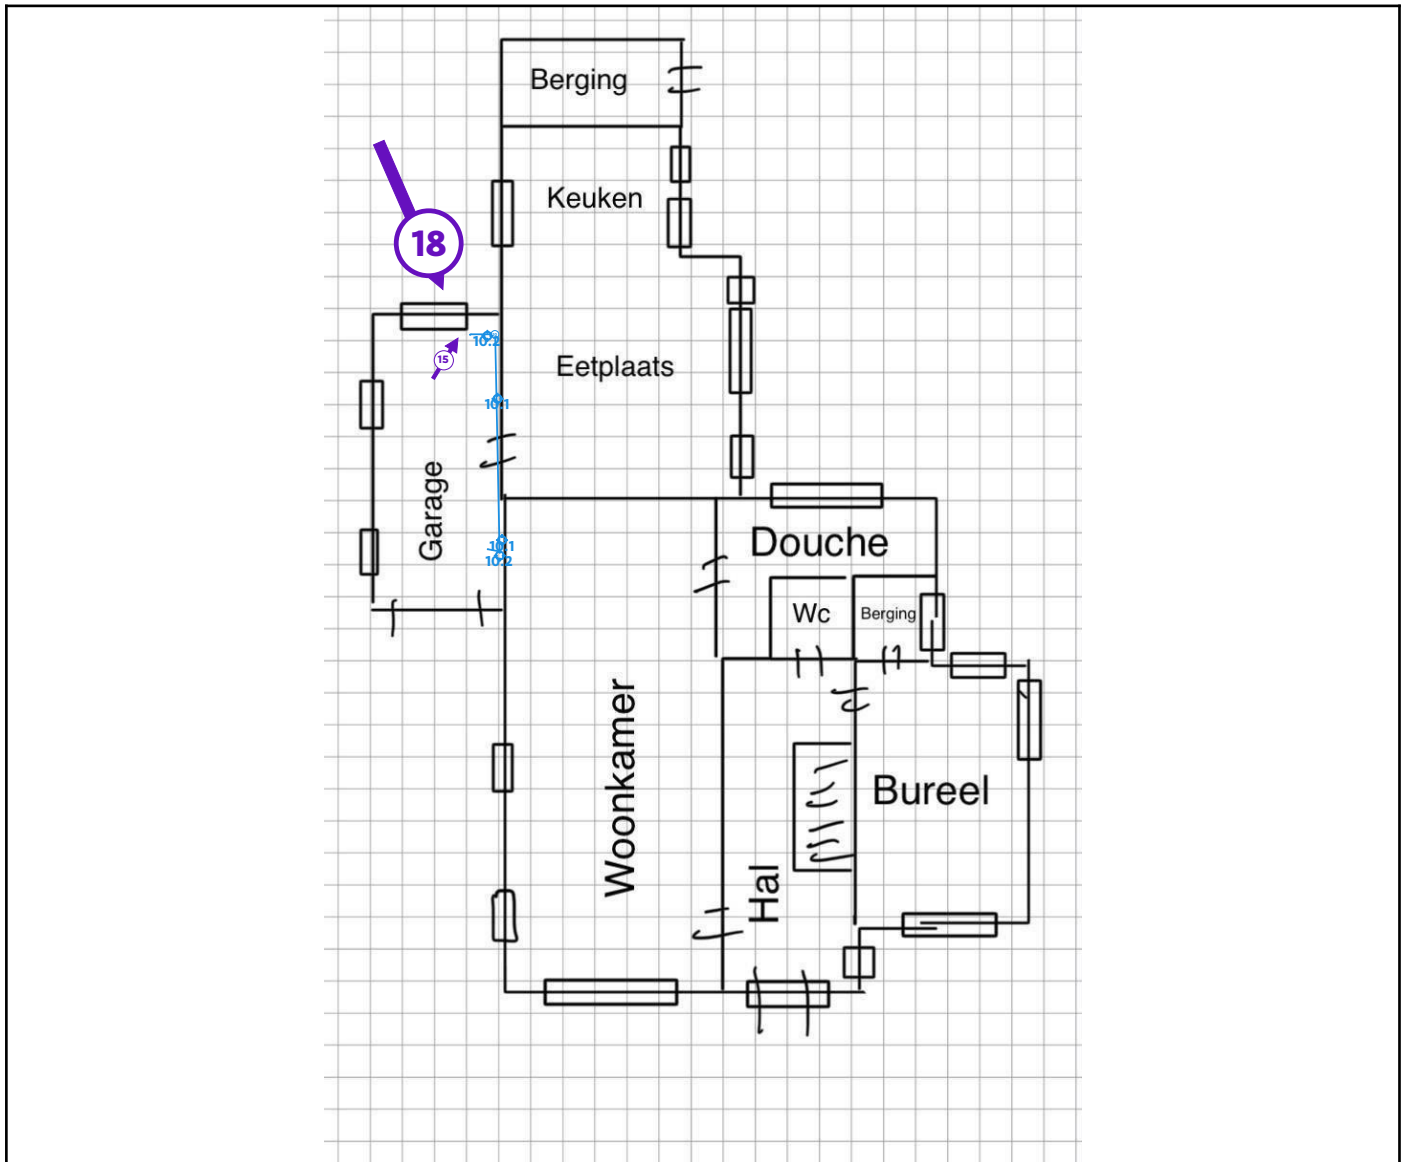 Berging
Keuken
18
10.2
15
Eetplaats
10.1
Garage
10.1
10.2
Douche
Wc
Berging
Woonkamer
Bureel
Hal